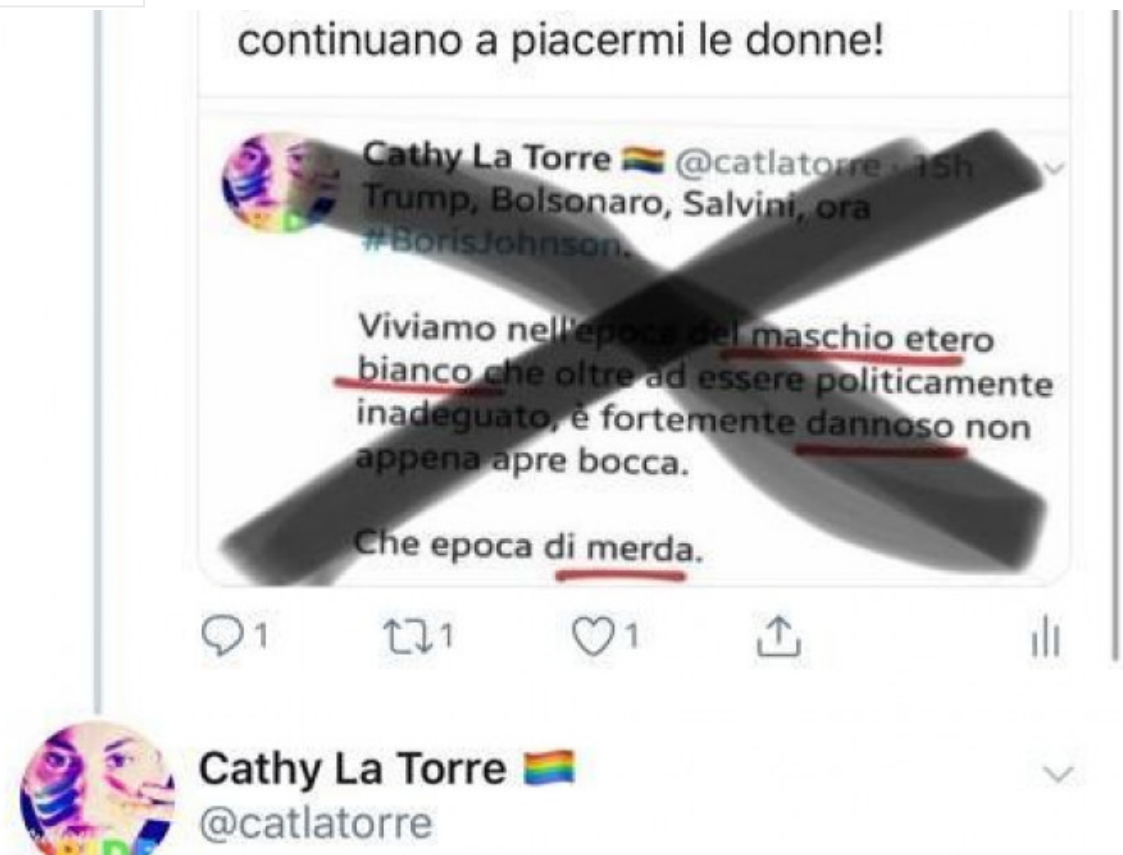 continuano a piacermi le donne!
Cathy La Torre 🏳️‍🌈 @catlatorre · 15h
Trump, Bolsonaro, Salvini, ora
#BorisJohnson.
Viviamo nell'epoca del maschio etero
bianco che oltre ad essere politicamente
inadeguato, è fortemente dannoso non
appena apre bocca.
Che epoca di merda.
1 1 1
Cathy La Torre 🏳️‍🌈
@catlatorre